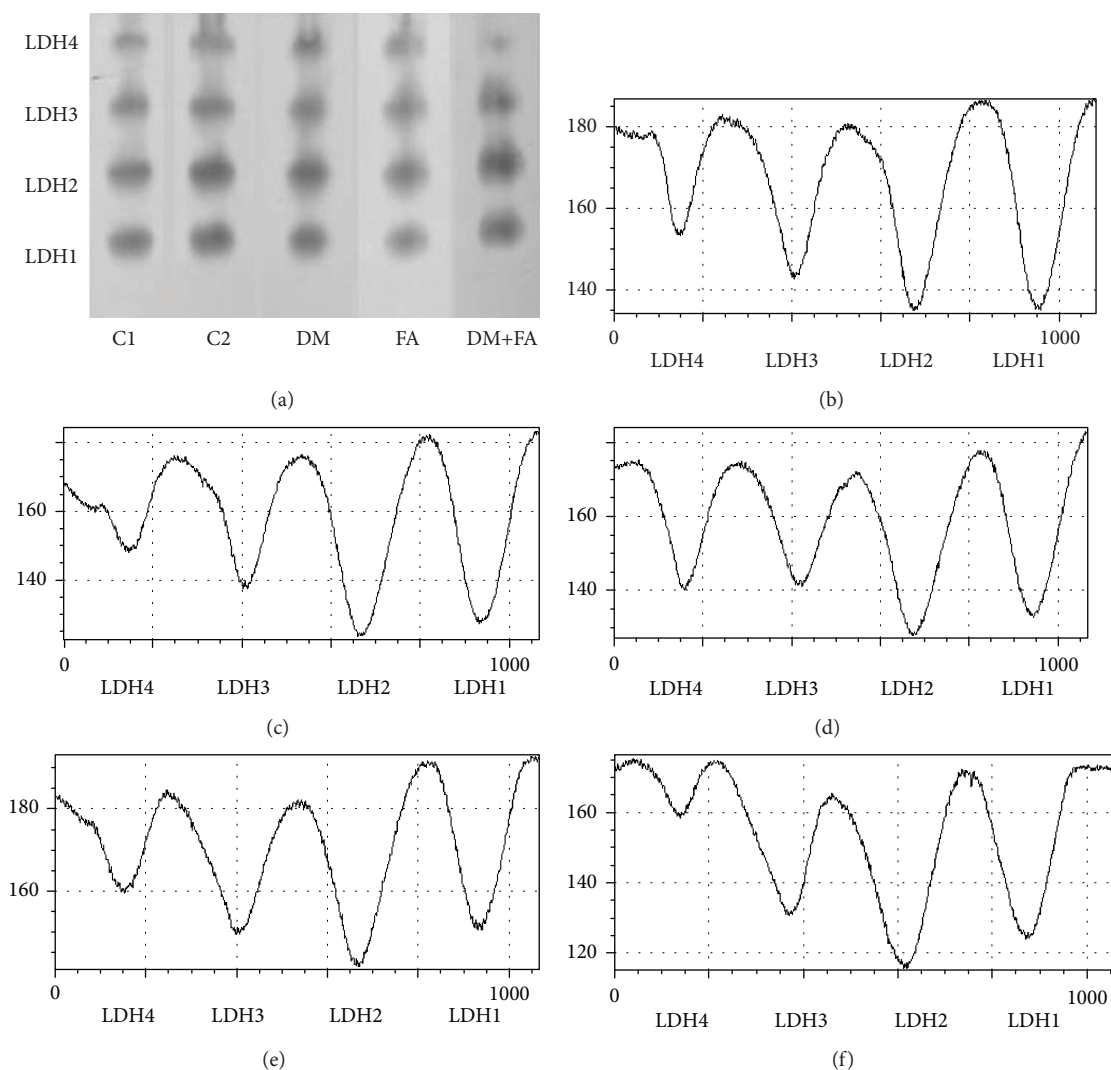 LDH4
LDH3
LDH2
LDH1
C1 C2 DM FA DM+FA
(a)
180
160
140
0 1000
LDH4 LDH3 LDH2 LDH1
(b)
160
140
0 1000
LDH4 LDH3 LDH2 LDH1
(c)
160
140
0 1000
LDH4 LDH3 LDH2 LDH1
(d)
180
160
0 1000
LDH4 LDH3 LDH2 LDH1
(e)
160
140
120
0 1000
LDH4 LDH3 LDH2 LDH1
(f)